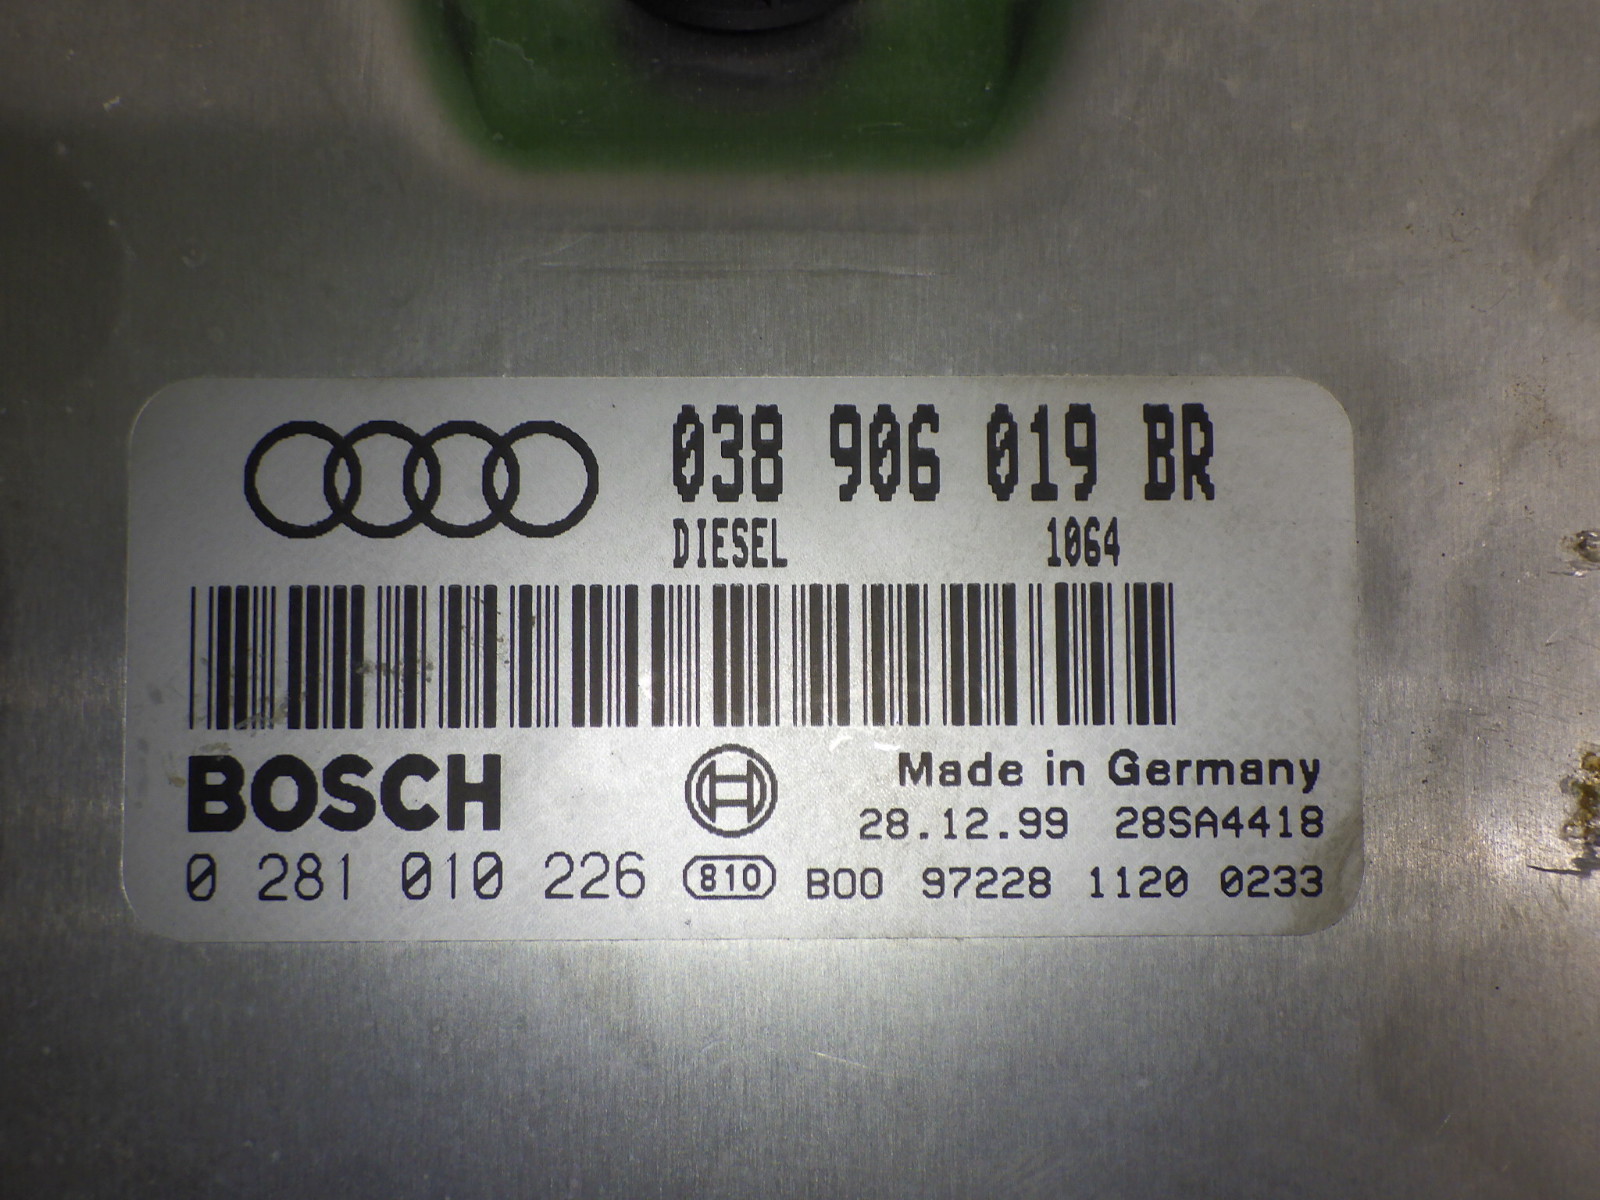 038 906 019 BR
DIESEL 1064
BOSCH
Made in Germany
28.12.99 28SA4418
0 281 010 226 810 B00 97228 1120 0233